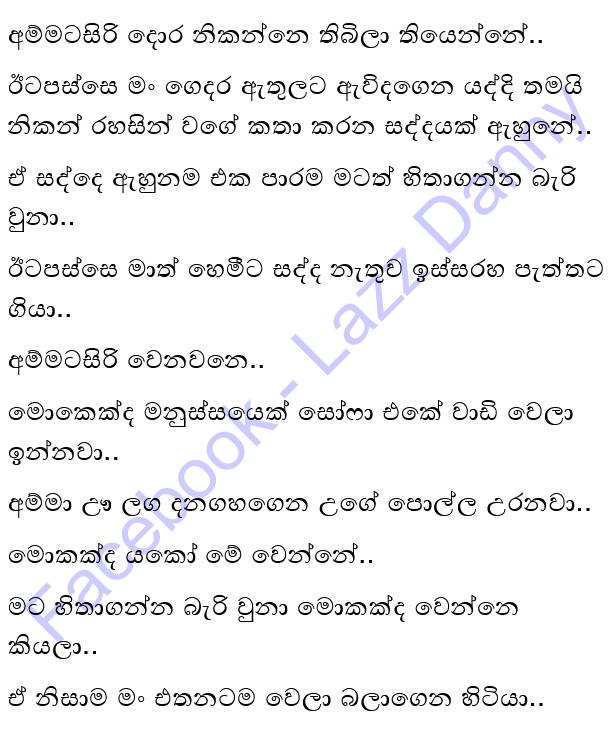 අම්මටසිරි දොර නිකන්නෙ තිබිලා තියෙන්නේ..
ඊටපස්සෙ මං ගෙදර ඇතුලට ඇවිදගෙන යද්දි තමයි
නිකන් රහසින් වගේ කතා කරන සද්දයක් ඇහුනේ..
ඒ සද්දෙ ඇහුනම එක පාරම මටත් හිතාගන්න බැරි
වුනා..
ඊටපස්සෙ මාත් හෙමීට සද්ද නැතුව ඉස්සරහ පැත්තට
ගියා..
අම්මටසිරි වෙනවනෙ..
මොකෙක්ද මනුස්සයෙක් සෝෆා එකේ වාඩි වෙලා
ඉන්නවා..
අම්මා ඌ ලග දනගහගෙන උගේ පොල්ල උරනවා..
මොකක්ද යකෝ මේ වෙන්නේ..
මට හිතාගන්න බැරි වුනා මොකක්ද වෙන්නෙ
කියලා..
ඒ නිසාම මං එතනටම වෙලා බලාගෙන හිටියා..
Facebook - Lazz Danny